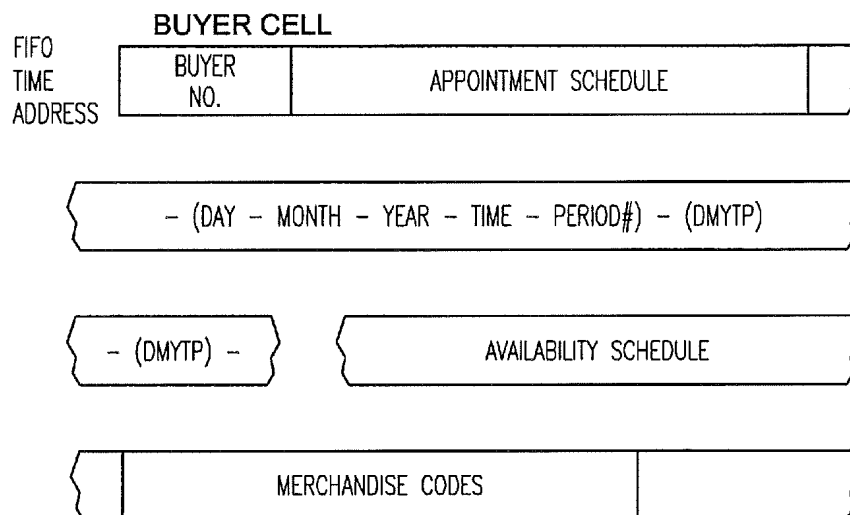 BUYER CELL
FIFO
TIME
ADDRESS
BUYER
NO.
APPOINTMENT SCHEDULE
- (DAY - MONTH - YEAR - TIME - PERIOD#) - (DMYTP)
- (DMYTP) -
AVAILABILITY SCHEDULE
MERCHANDISE CODES